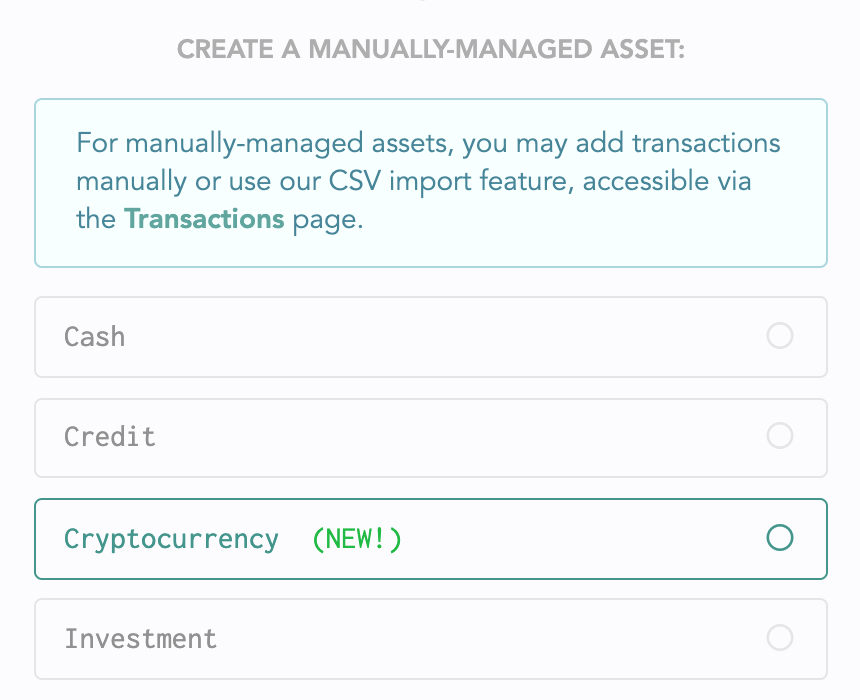 CREATE A MANUALLY-MANAGED ASSET:
For manually-managed assets, you may add transactions
manually or use our CSV import feature, accessible via
the Transactions page.
Cash
Credit
Cryptocurrency (NEW!)
Investment